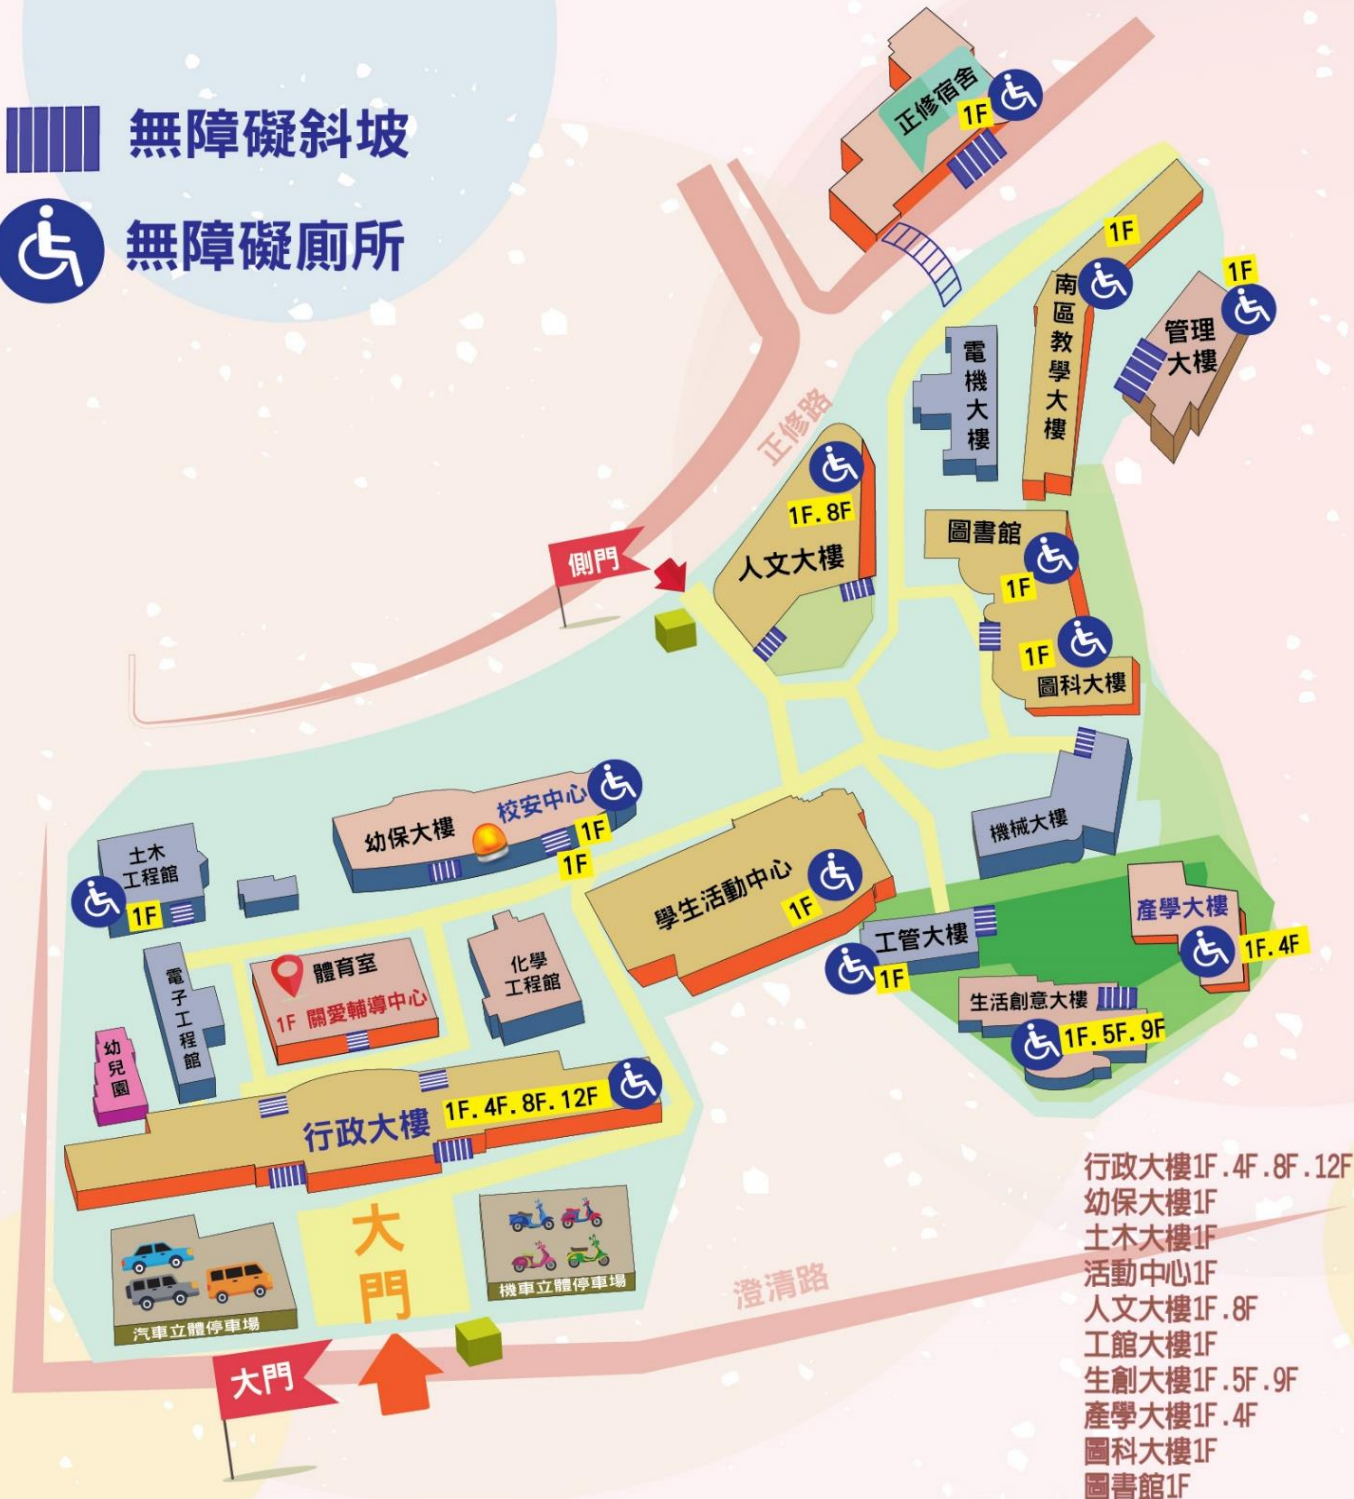 無障礙斜坡
無障礙廁所
正修宿舍
1F
1F
南區教學大樓
1F
管理
大樓
電機大樓
正修路
1F.8F
人文大樓
圖書館
1F
1F
圖科大樓
側門
機械大樓
幼保大樓
校安中心
1F
1F
土木
工程館
1F
學生活動中心
1F
工管大樓
1F
產學大樓
1F.4F
生活創意大樓
1F.5F.9F
電子工程館
體育室
1F 關愛輔導中心
化學
工程館
幼兒園
行政大樓
1F.4F.8F.12F
大門
汽車立體停車場
機車立體停車場
澄清路
大門
行政大樓1F.4F.8F.12F
幼保大樓1F
土木大樓1F
活動中心1F
人文大樓1F.8F
工館大樓1F
生創大樓1F.5F.9F
產學大樓1F.4F
圖科大樓1F
圖書館1F